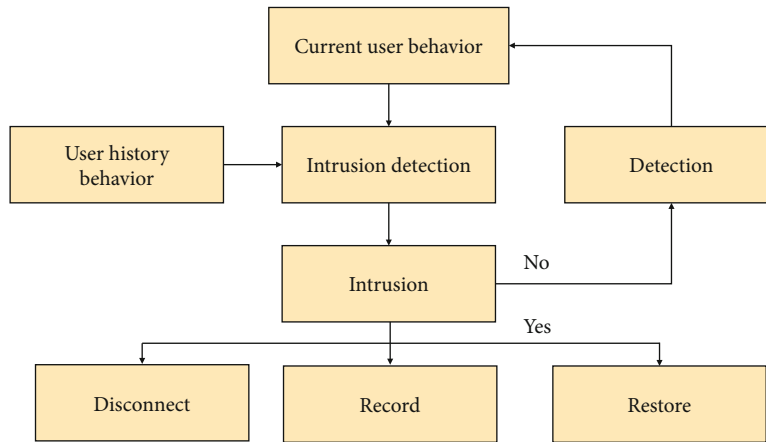 Current user behavior
User history
behavior
Intrusion detection
Detection
Intrusion
No
Yes
Disconnect
Record
Restore